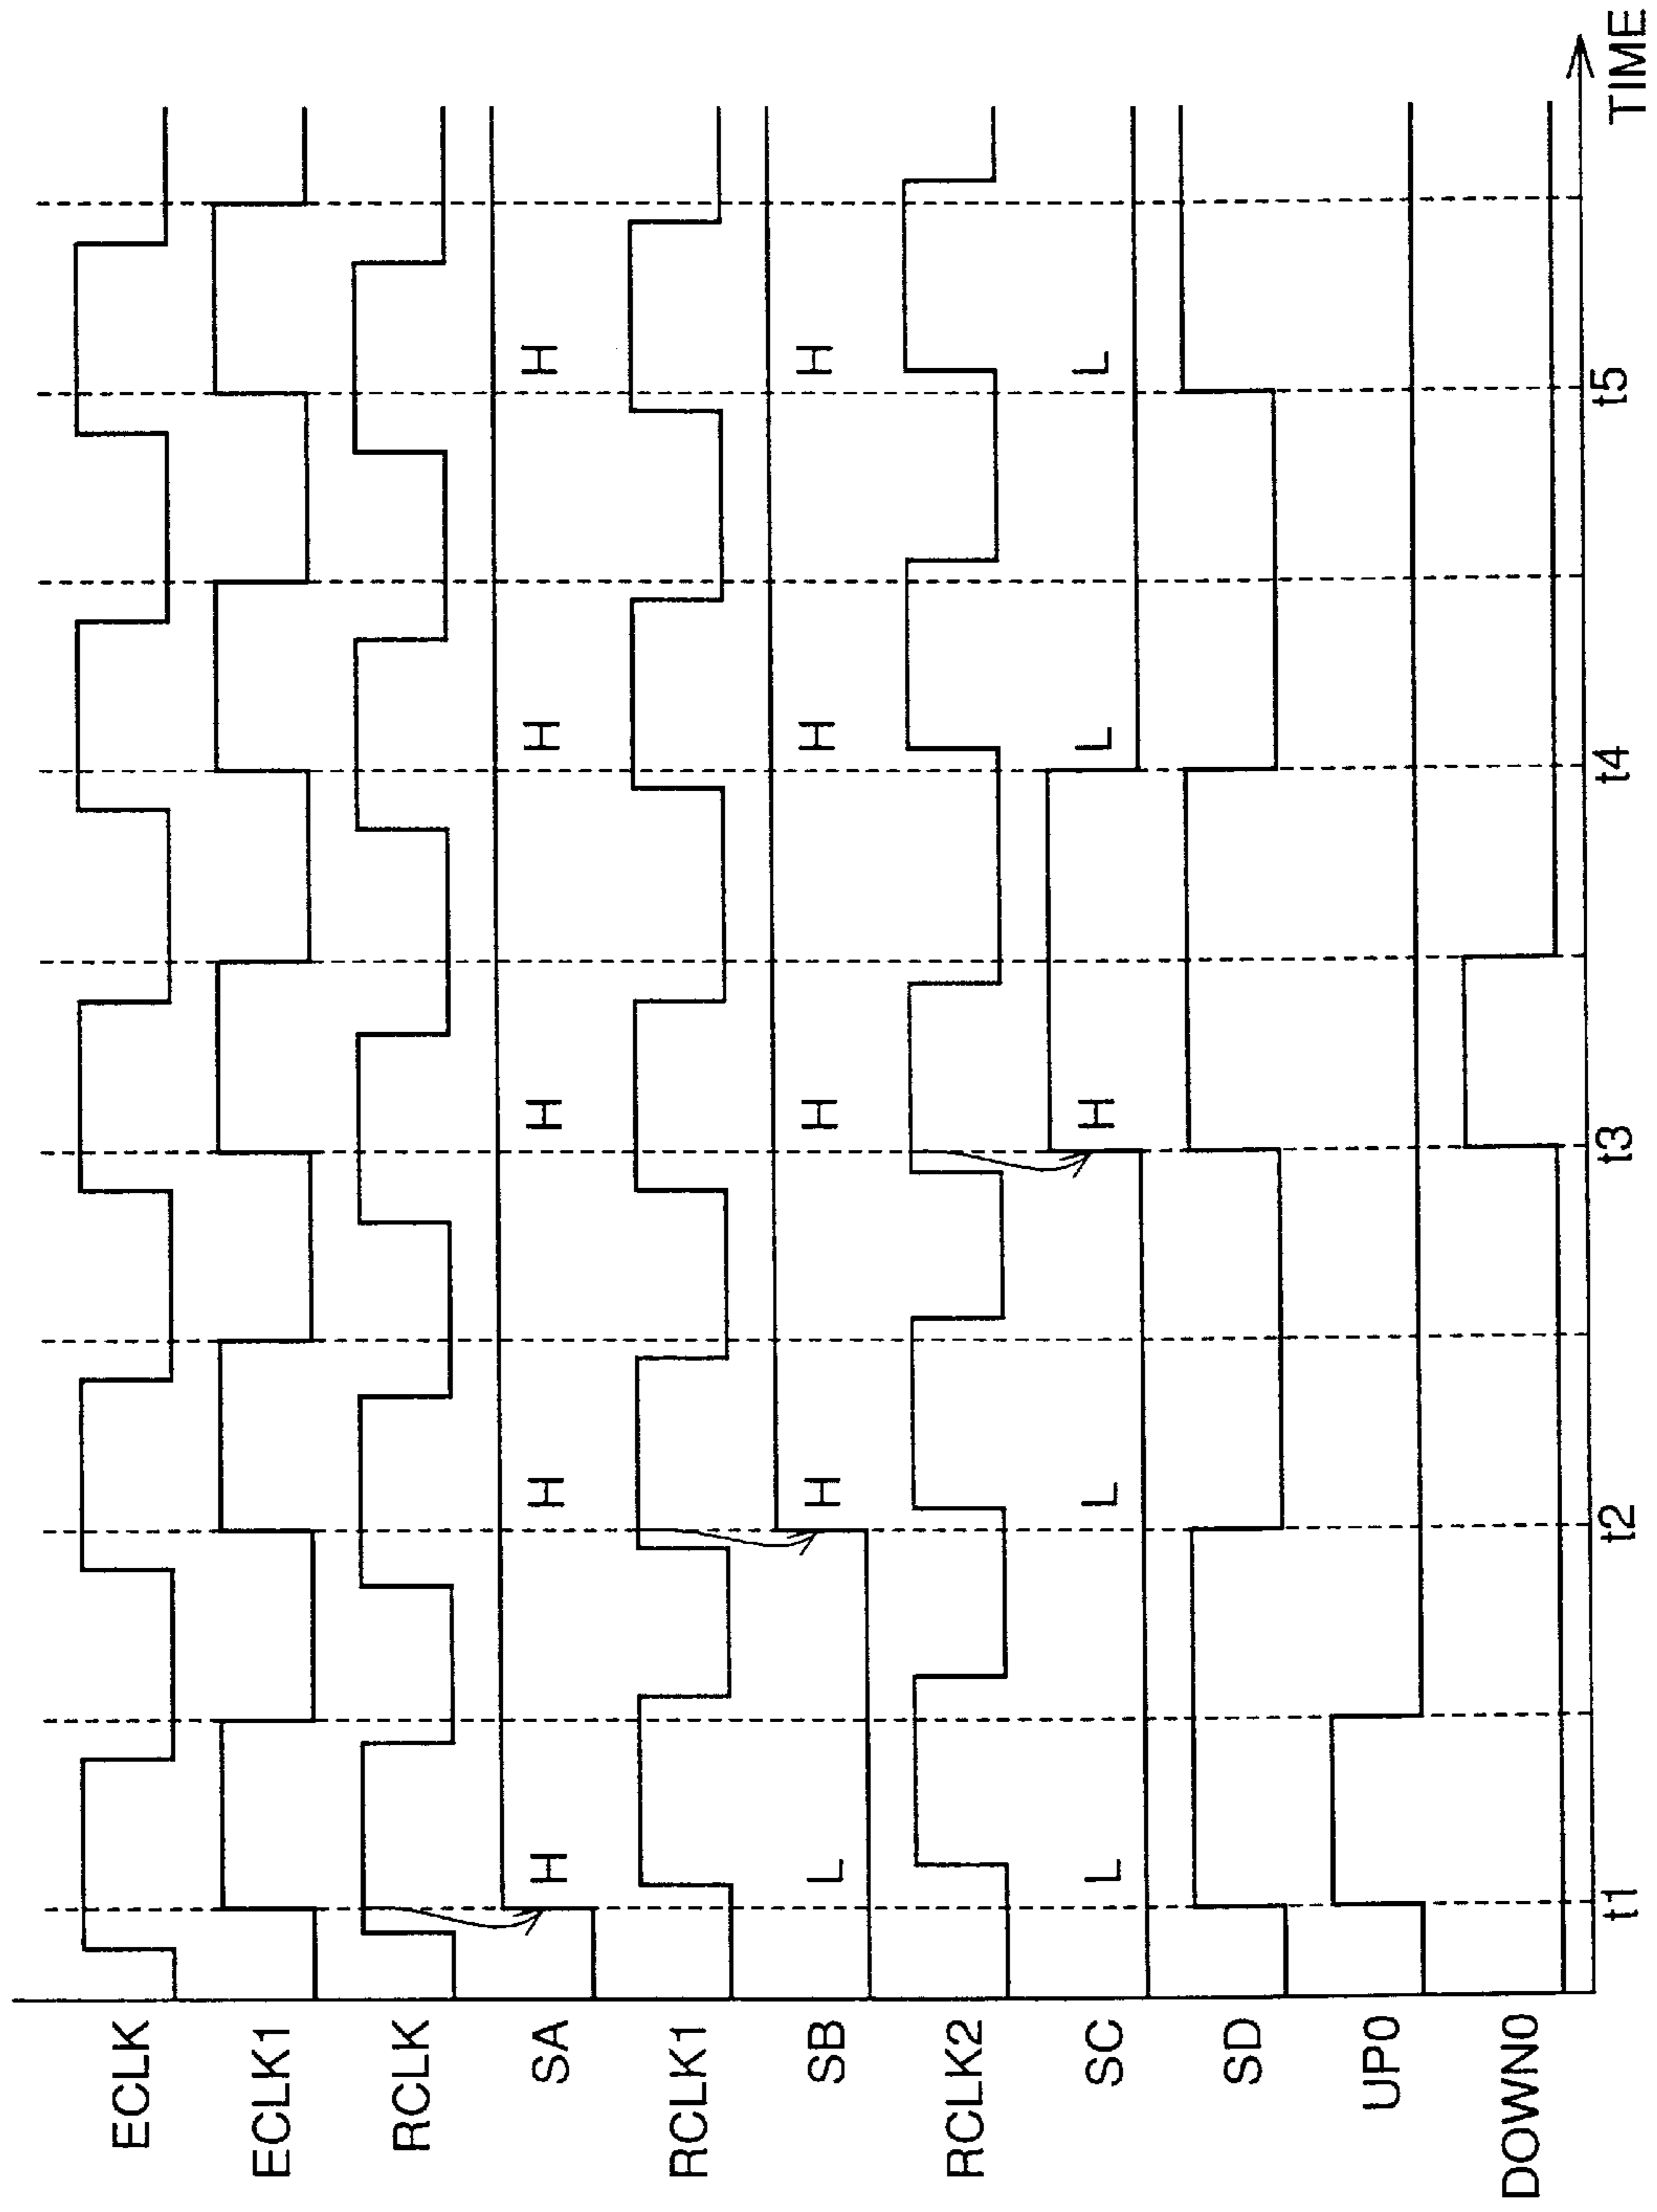 ECLK
ECLK1
RCLK
SA H H H H H
RCLK1
SB L H H H H
RCLK2
SC L L H L L
SD
UP0
DOWN0
t1 t2 t3 t4 t5
TIME